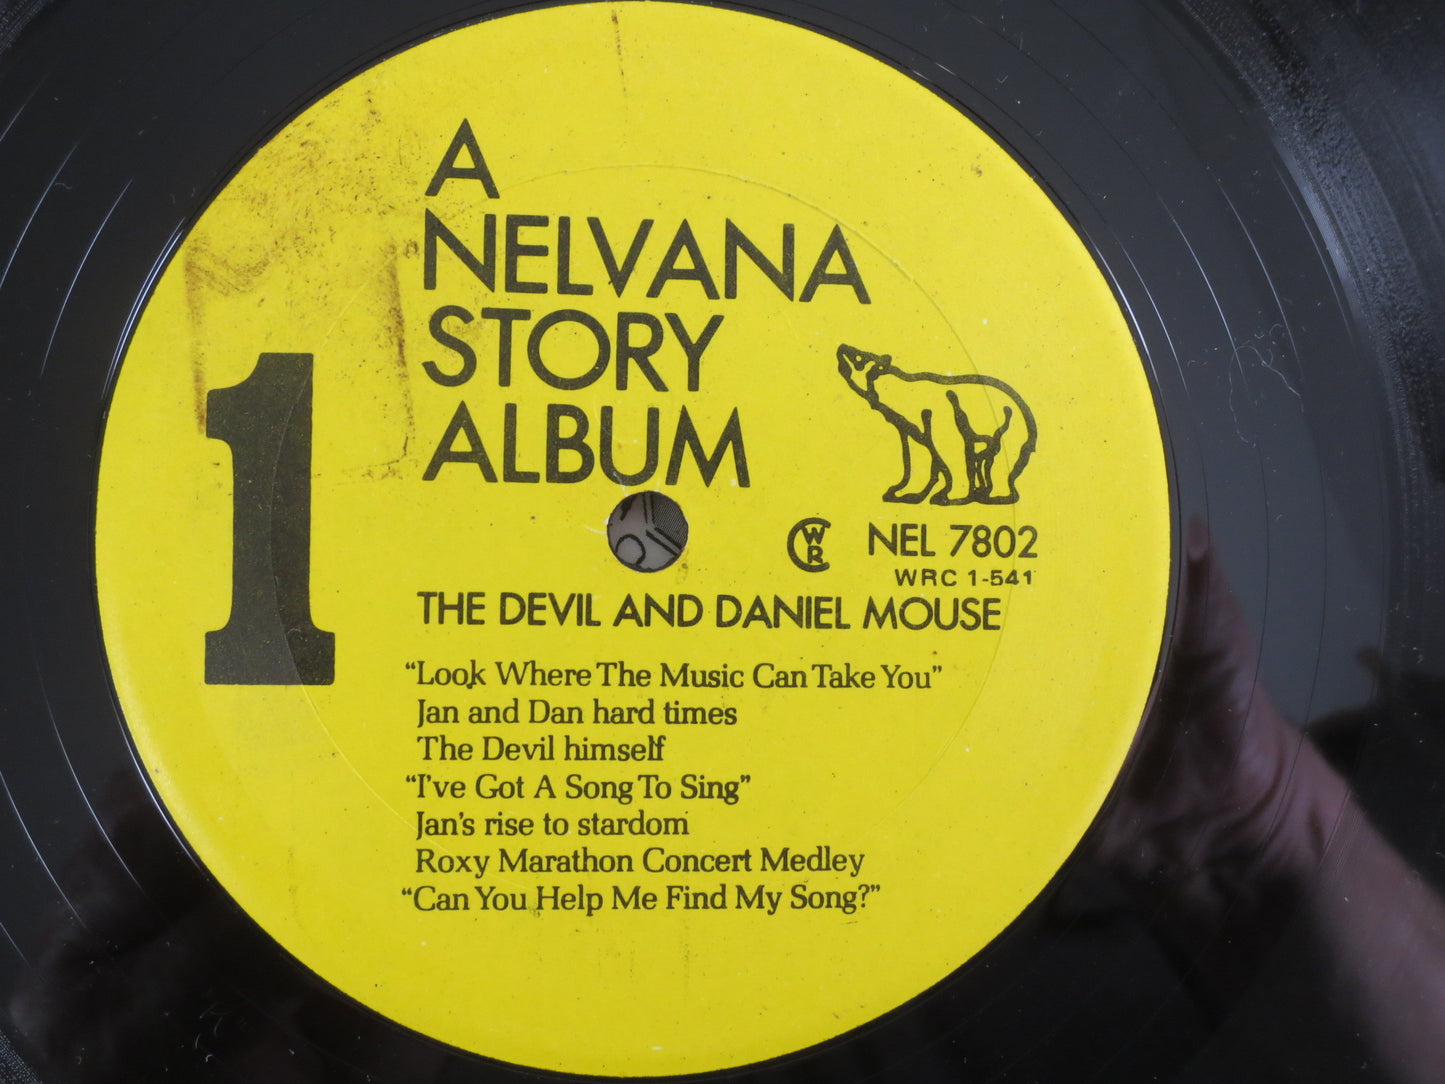 A
NELVANA
STORY
ALBUM
1
CWR
NEL 7802
WRC 1-541
THE DEVIL AND DANIEL MOUSE
“Look Where The Music Can Take You”
Jan and Dan hard times
The Devil himself
“I've Got A Song To Sing”
Jan's rise to stardom
Roxy Marathon Concert Medley
“Can You Help Me Find My Song?”